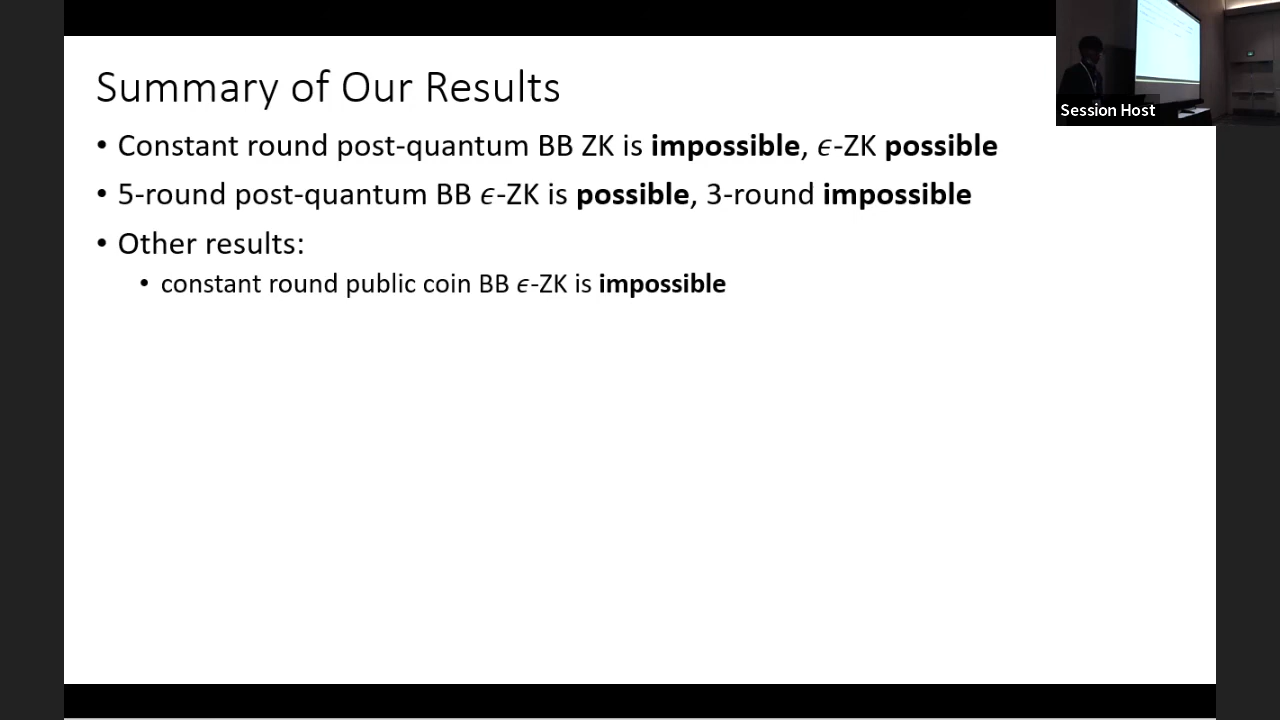 Summary of Our Results
• Constant round post-quantum BB ZK is impossible, ϵ-ZK possible
• 5-round post-quantum BB ϵ-ZK is possible, 3-round impossible
• Other results:
• constant round public coin BB ϵ-ZK is impossible
Session Host